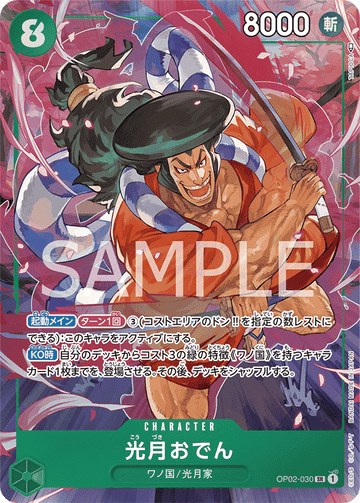 8
8000 斬
SAMPLE
起動メイン ターン1回 ③(コストエリアのドン!!を指定の数レストに
できる):このキャラをアクティブにする。
KO時 自分のデッキからコスト3の緑の特徴《ワノ国》を持つキャラ
カード1枚までを、登場させる。その後、デッキをシャッフルする。
CHARACTER
こう づき
光月おでん
ワノ国/光月家
OP02-030 SR 1